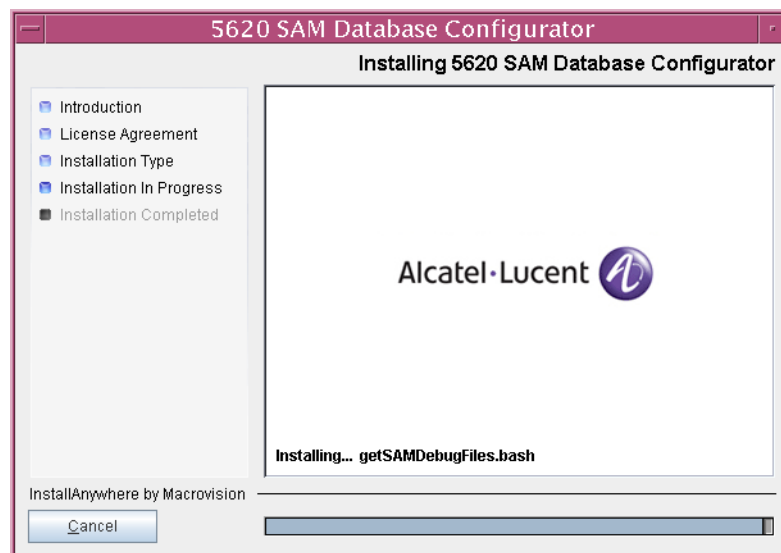 5620 SAM Database Configurator
Installing 5620 SAM Database Configurator
Introduction
License Agreement
Installation Type
Installation In Progress
Installation Completed
Alcatel·Lucent
Installing... getSAMDebugFiles.bash
InstallAnywhere by Macrovision
Cancel